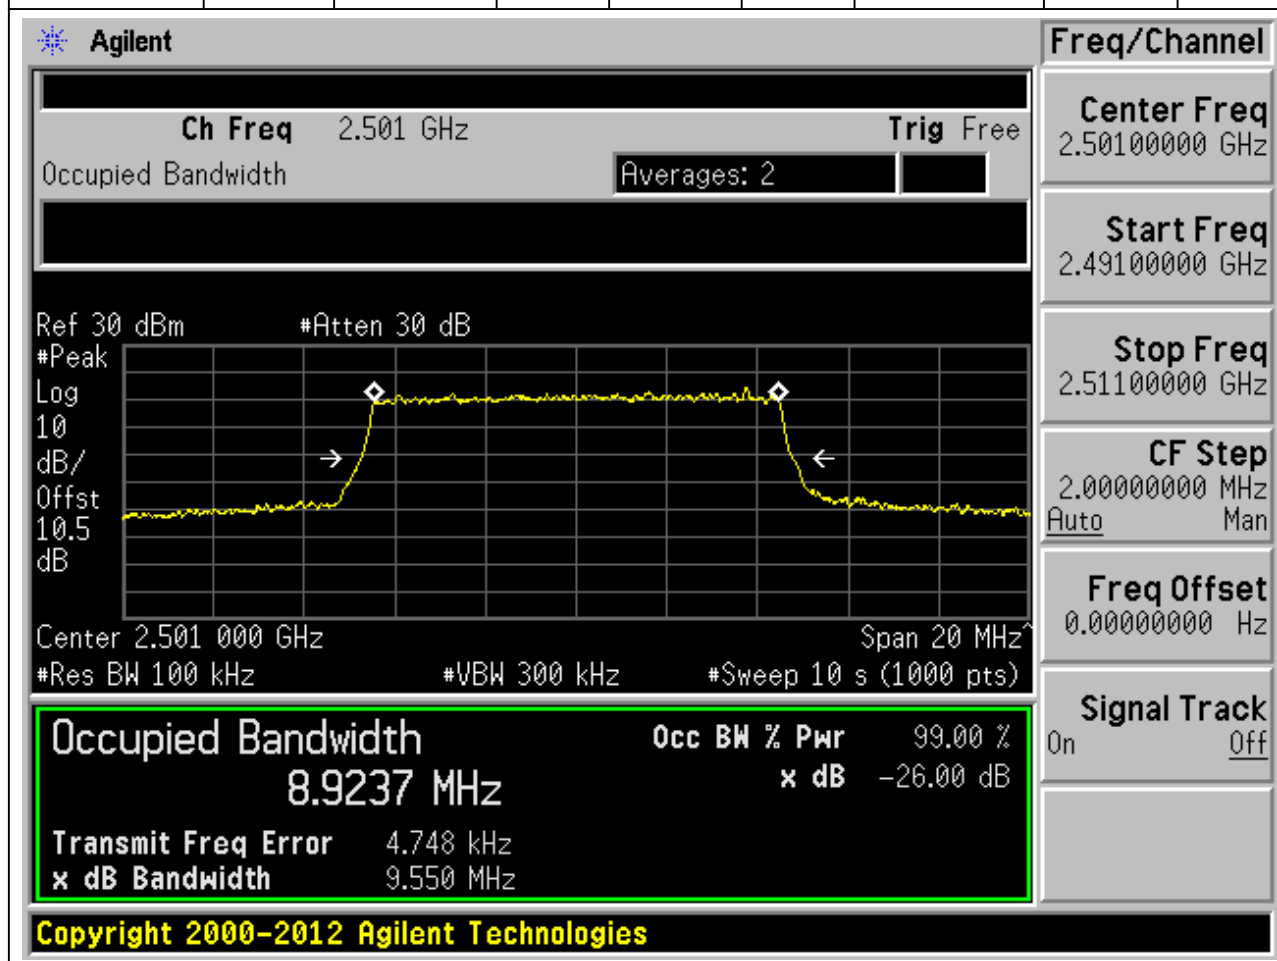 Agilent
Freq/Channel
Ch Freq 2.501 GHz Trig Free
Occupied Bandwidth Averages: 2
Center Freq
2.50100000 GHz
Start Freq
2.49100000 GHz
Stop Freq
2.51100000 GHz
CF Step
2.00000000 MHz
Auto Man
Freq Offset
0.00000000 Hz
Signal Track
On Off
Ref 30 dBm #Atten 30 dB
#Peak
Log
10
dB/
Offst
10.5
dB
Center 2.501 000 GHz Span 20 MHz^
#Res BW 100 kHz #VBW 300 kHz #Sweep 10 s (1000 pts)
Occupied Bandwidth
8.9237 MHz
Occ BW % Pwr 99.00 %
x dB -26.00 dB
Transmit Freq Error 4.748 kHz
x dB Bandwidth 9.550 MHz
Copyright 2000-2012 Agilent Technologies